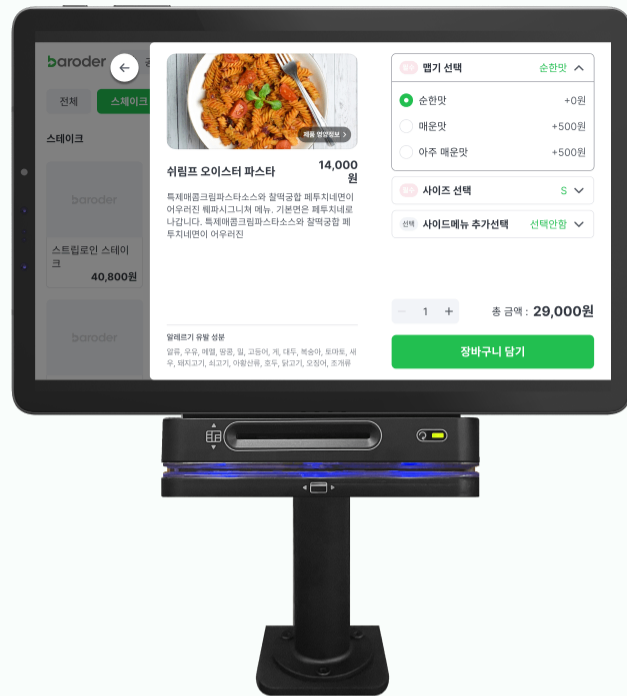 baroder
전체
스테이크
스테이크
baroder
스트립로인 스테이
크
40,800원
baroder
제품 영양정보 >
쉬림프 오이스터 파스타
14,000
원
특제매콤크림파스타소스와 찰떡궁합 페투치네면이
어우러진 쉐파시그니쳐 메뉴. 기본면은 페투치네로
나갑니다. 특제매콤크림파스타소스와 찰떡궁합 페
투치네면이 어우러진
알레르기 유발 성분
알류, 우유, 메밀, 땅콩, 밀, 고등어, 게, 대두, 복숭아, 토마토, 새
우, 돼지고기, 쇠고기, 아황산류, 호두, 닭고기, 오징어, 조개류
맵기 선택
순한맛
순한맛
+0원
매운맛
+500원
아주 매운맛
+500원
사이즈 선택
S
선택
사이드메뉴 추가선택
선택안함
1
총 금액 : 29,000원
장바구니 담기